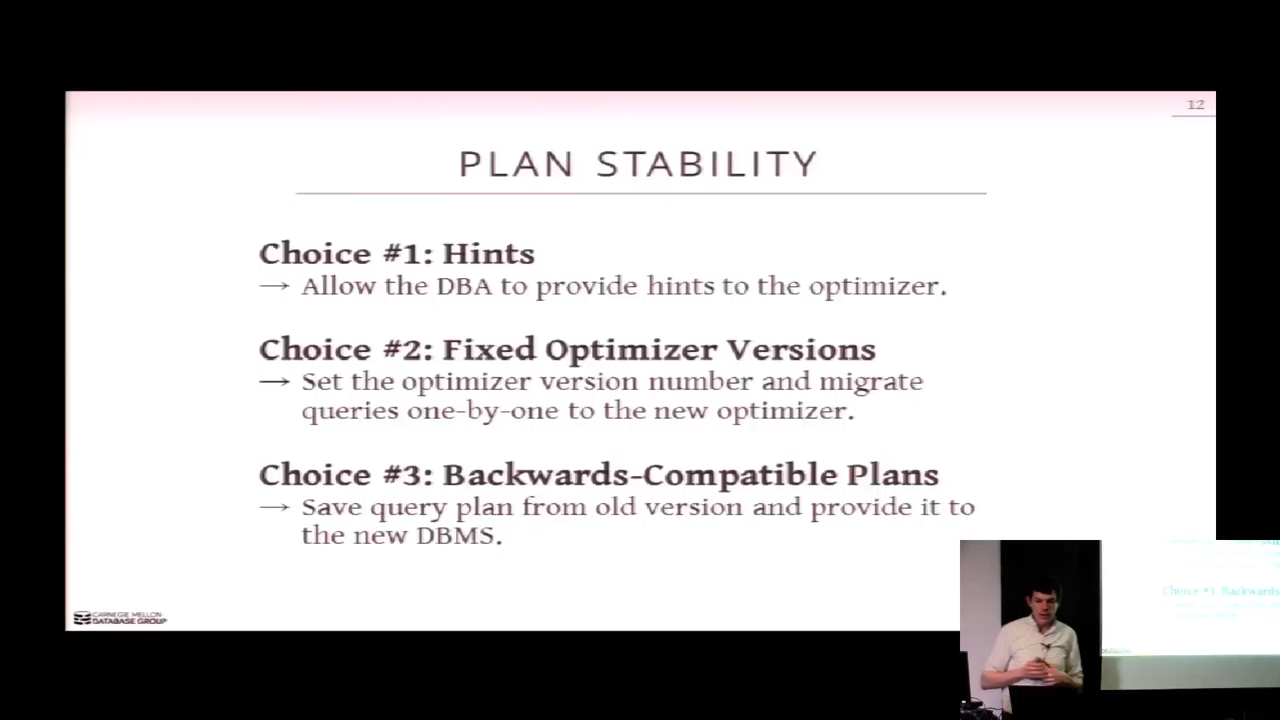 12
PLAN STABILITY
Choice #1: Hints
→ Allow the DBA to provide hints to the optimizer.
Choice #2: Fixed Optimizer Versions
→ Set the optimizer version number and migrate
queries one-by-one to the new optimizer.
Choice #3: Backwards-Compatible Plans
→ Save query plan from old version and provide it to
the new DBMS.
CARNEGIE MELLON
DATABASE GROUP
Choice #3: Backwards